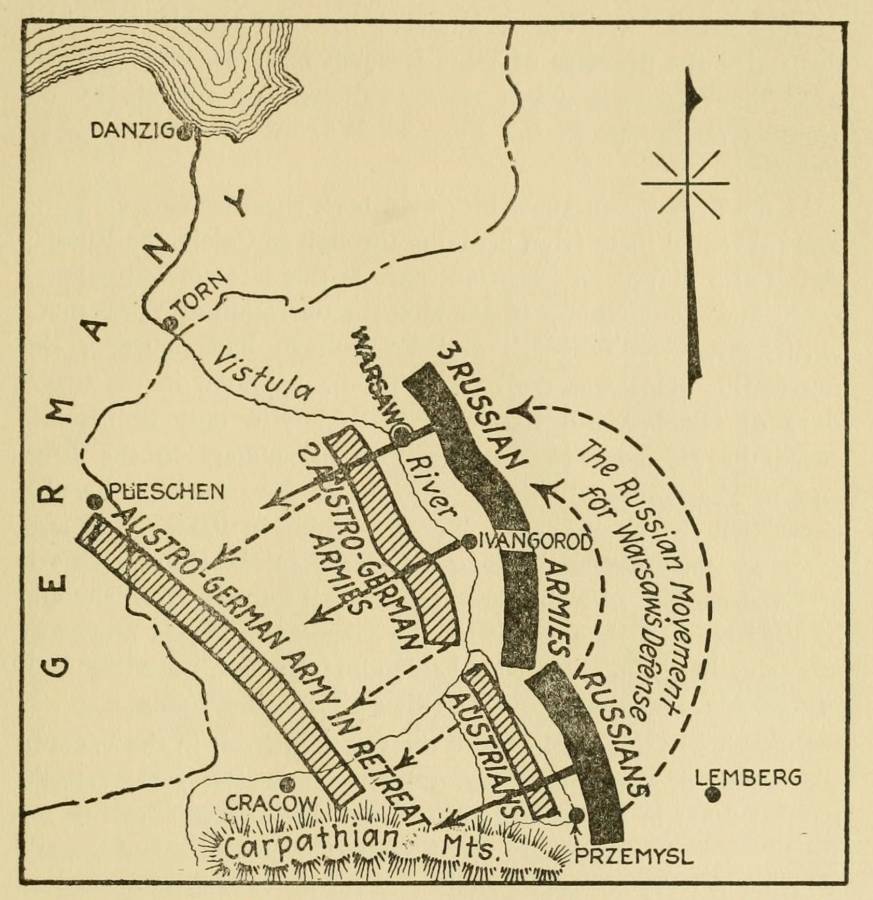 DANZIG
GERMANY
TORN
Vistula
River
WARSAW
3 RUSSIAN
ARMIES
2 AUSTRO-GERMAN
ARMIES
The Russian Movement
for Warsaw's Defense
PLIESCHEN
IVANGOROD
AUSTRO-GERMAN ARMY IN RETREAT
AUSTRIANS
RUSSIANS
LEMBERG
CRACOW
Carpathian Mts.
PRZEMYSL